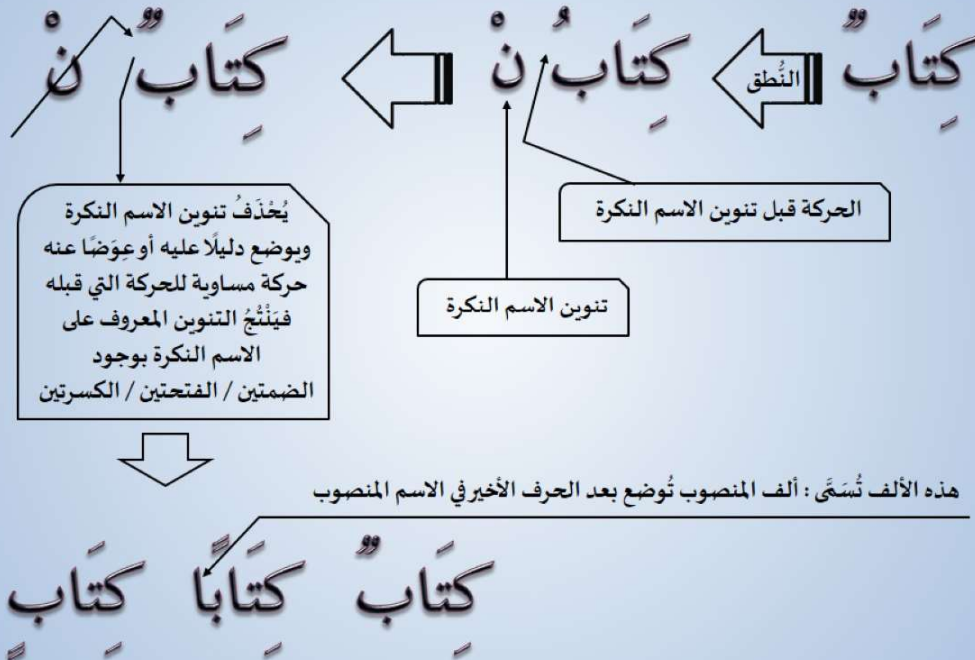 كِتَابٌ
النُّطق
كِتَابُ نْ
كِتَابٌ نْ
الحركة قبل تنوين الاسم النكرة
تنوين الاسم النكرة
يُحْذَفُ تنوين الاسم النكرة
ويوضع دليلًا عليه أو عِوَضًا عنه
حركة مساوية للحركة التي قبله
فيَنْتُجُ التنوين المعروف على
الاسم النكرة بوجود
الضمتين / الفتحتين / الكسرتين
هذه الألف تُسَمَّى : ألف المنصوب تُوضع بعد الحرف الأخير في الاسم المنصوب
كِتَابٌ كِتَابًا كِتَابٍ